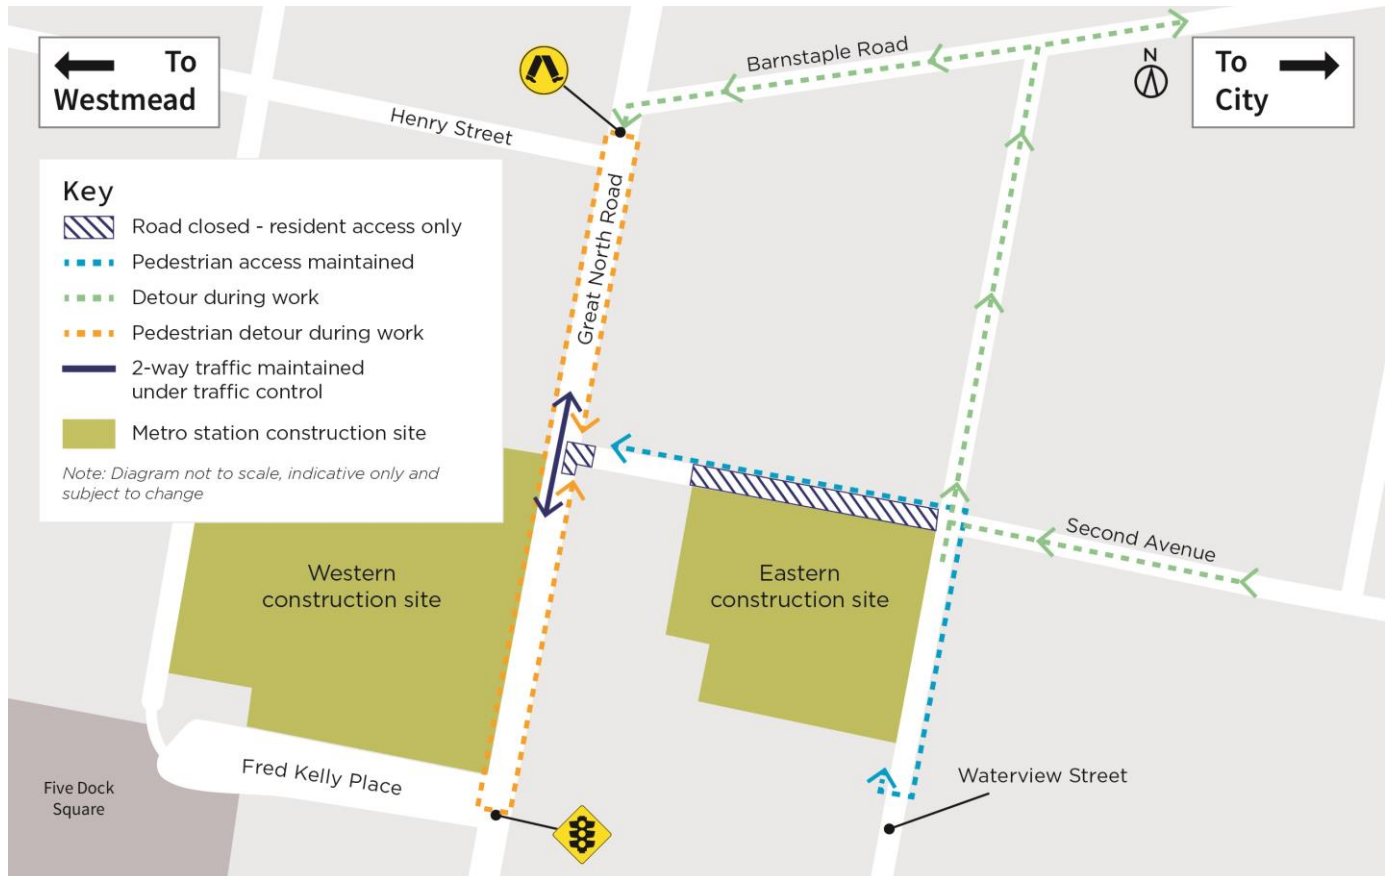 To
Westmead
Barnstaple Road
N
To
City
Henry Street
Great North Road
Key
Road closed - resident access only
Pedestrian access maintained
Detour during work
Pedestrian detour during work
2-way traffic maintained
under traffic control
Metro station construction site
Note: Diagram not to scale, indicative only and
subject to change
Second Avenue
Western
construction site
Eastern
construction site
Fred Kelly Place
Waterview Street
Five Dock
Square